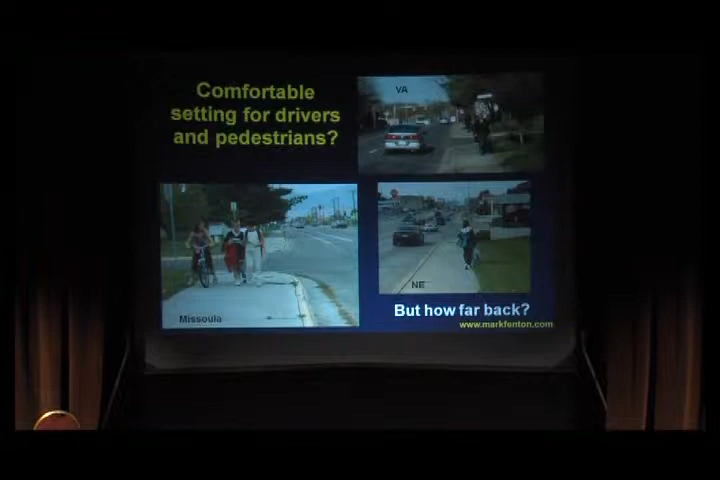 Comfortable
setting for drivers
and pedestrians?
VA
Missoula
NE
But how far back?
www.markfenton.com